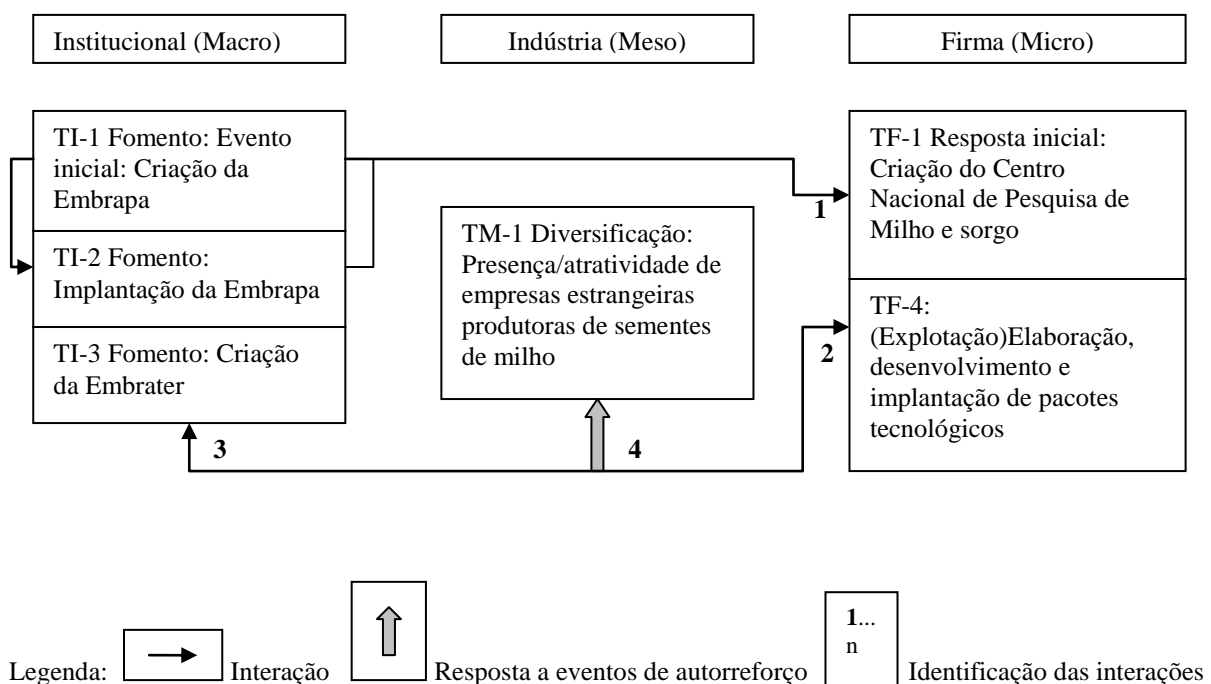 Institucional (Macro)
Indústria (Meso)
Firma (Micro)
TI-1 Fomento: Evento
inicial: Criação da
Embrapa
TI-2 Fomento:
Implantação da Embrapa
TI-3 Fomento: Criação
da Embrater
TM-1 Diversificação:
Presença/atratividade de
empresas estrangeiras
produtoras de sementes
de milho
TF-1 Resposta inicial:
Criação do Centro
Nacional de Pesquisa de
Milho e sorgo
TF-4:
(Explotação)Elaboração,
desenvolvimento e
implantação de pacotes
tecnológicos
1
2
3
4
Legenda:
Interação
Resposta a eventos de autorreforço
1...
n
Identificação das interações